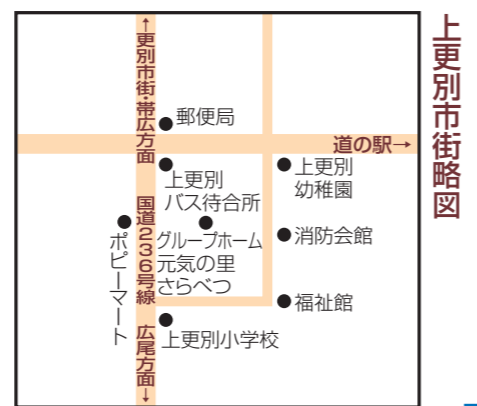 上更別市街略図
↑更別市街・帯広方面
国道236号線
広尾方面↓
道の駅→
郵便局
上更別
バス待合所
上更別
幼稚園
ポピーマート
グループホーム
元気の里
さらべつ
消防会館
福祉館
上更別小学校